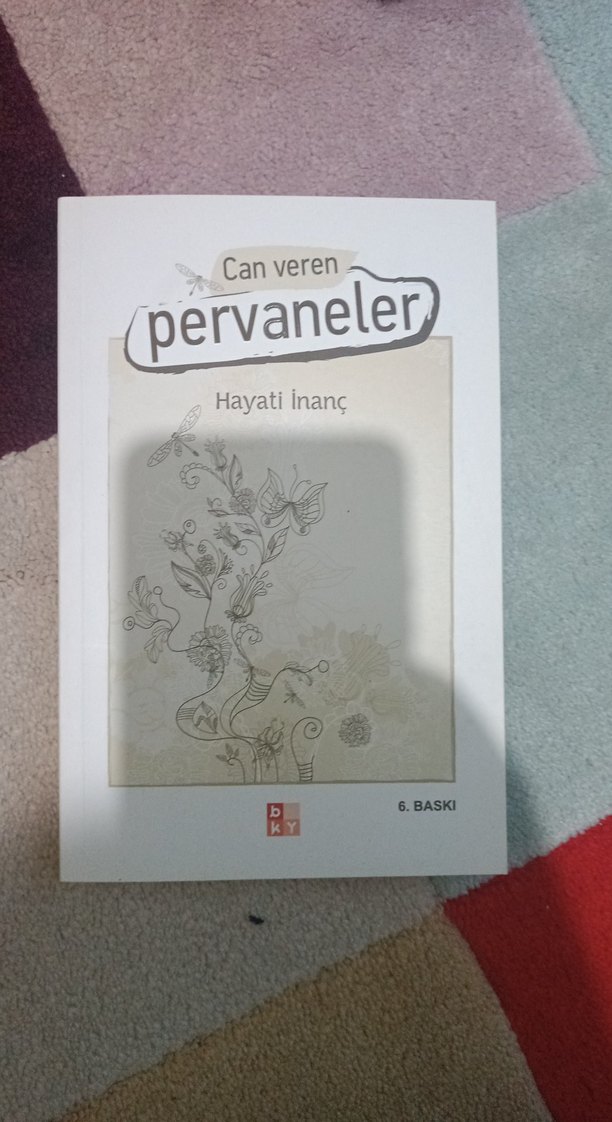 Can veren
pervaneler
Hayati İnanç
6. BASKI
b
k Y